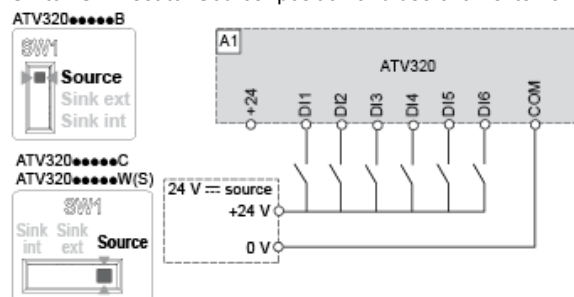 ATV320●●●●●B
SW1
Source
Sink ext
Sink int
ATV320●●●●●C
ATV320●●●●●W(S)
SW1
Sink int
Sink ext
Source
A1
ATV320
+24
DI1
DI2
DI3
DI4
DI5
DI6
COM
24 V ⎓ source
+24 V
0 V